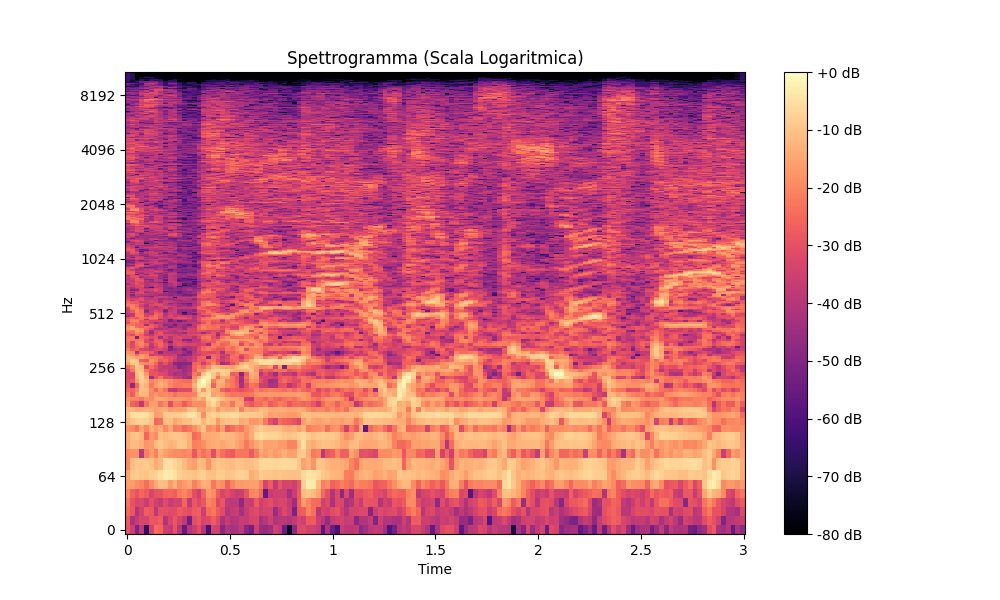 Spettrogramma (Scala Logaritmica)
Hz
8192
4096
2048
1024
512
256
128
64
0
0 0.5 1 1.5 2 2.5 3
Time
+0 dB
-10 dB
-20 dB
-30 dB
-40 dB
-50 dB
-60 dB
-70 dB
-80 dB